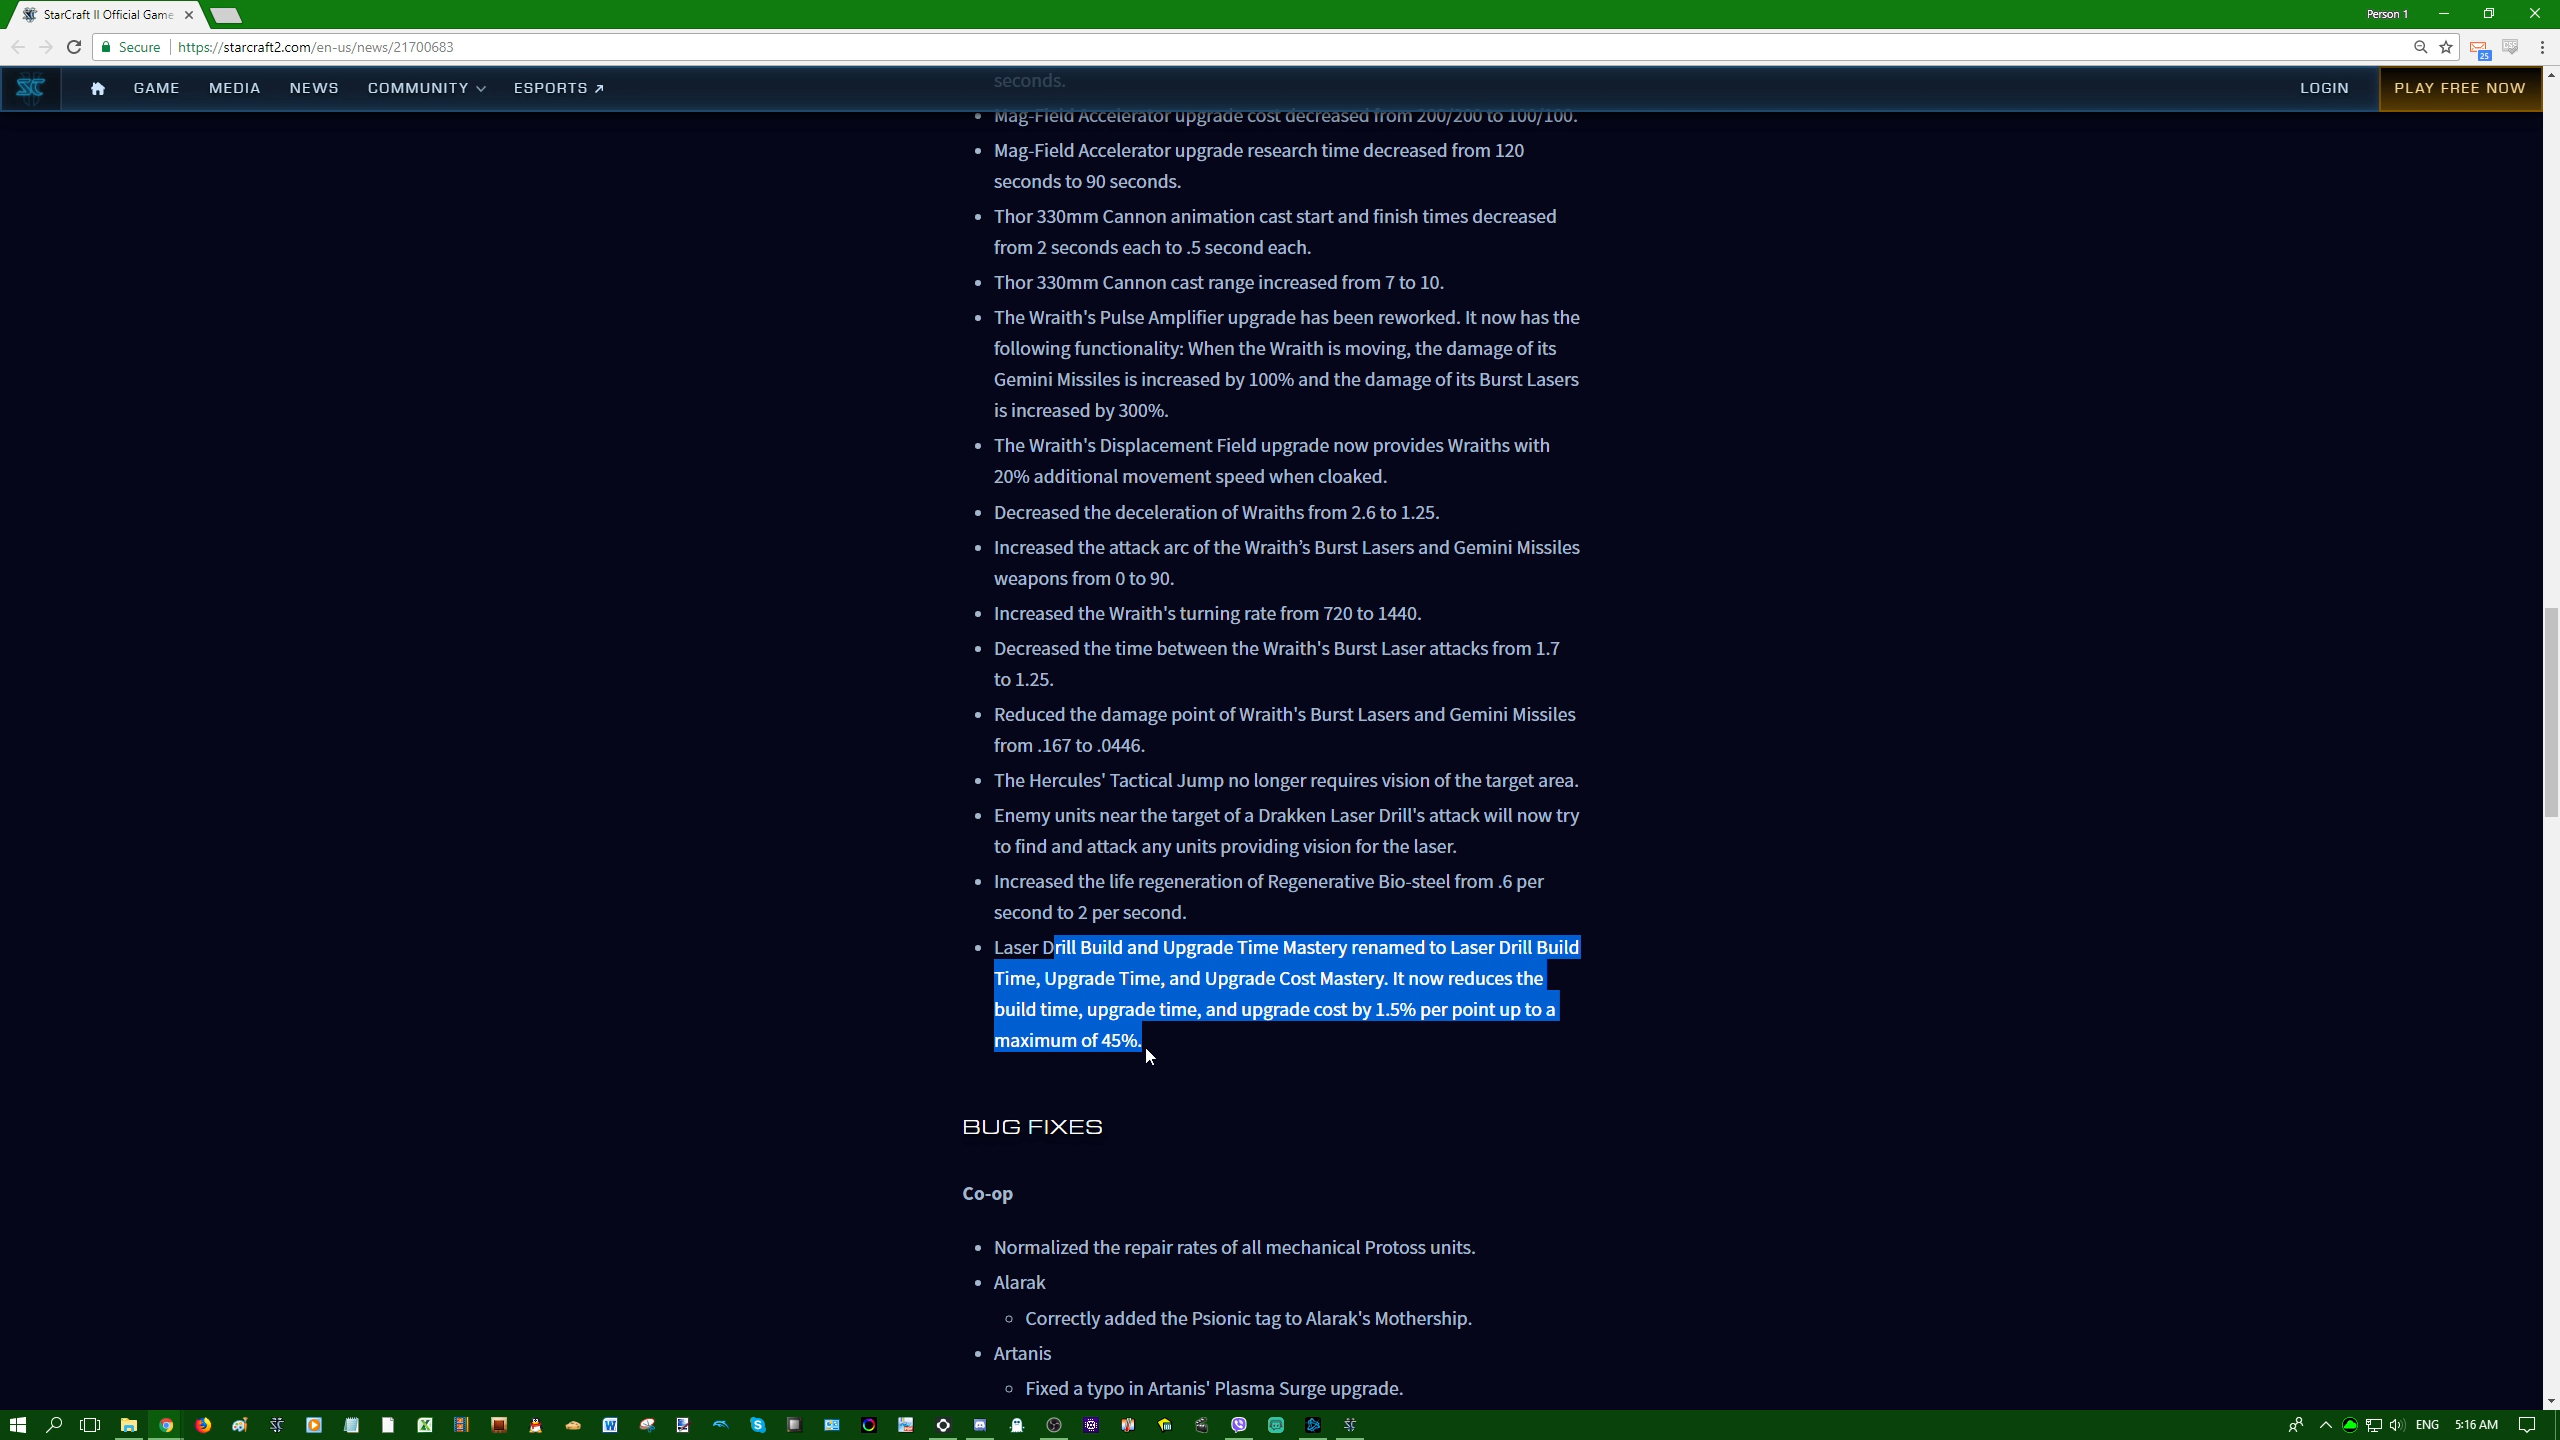 StarCraft II Official Game
Person 1
Secure
https://starcraft2.com/en-us/news/21700683
25
GAME
MEDIA
NEWS
COMMUNITY
ESPORTS
LOGIN
PLAY FREE NOW
seconds.
Mag-Field Accelerator upgrade cost decreased from 200/200 to 100/100.
Mag-Field Accelerator upgrade research time decreased from 120
seconds to 90 seconds.
Thor 330mm Cannon animation cast start and finish times decreased
from 2 seconds each to .5 second each.
Thor 330mm Cannon cast range increased from 7 to 10.
The Wraith's Pulse Amplifier upgrade has been reworked. It now has the
following functionality: When the Wraith is moving, the damage of its
Gemini Missiles is increased by 100% and the damage of its Burst Lasers
is increased by 300%.
The Wraith's Displacement Field upgrade now provides Wraiths with
20% additional movement speed when cloaked.
Decreased the deceleration of Wraiths from 2.6 to 1.25.
Increased the attack arc of the Wraith’s Burst Lasers and Gemini Missiles
weapons from 0 to 90.
Increased the Wraith's turning rate from 720 to 1440.
Decreased the time between the Wraith's Burst Laser attacks from 1.7
to 1.25.
Reduced the damage point of Wraith's Burst Lasers and Gemini Missiles
from .167 to .0446.
The Hercules' Tactical Jump no longer requires vision of the target area.
Enemy units near the target of a Drakken Laser Drill's attack will now try
to find and attack any units providing vision for the laser.
Increased the life regeneration of Regenerative Bio-steel from .6 per
second to 2 per second.
Laser Drill Build and Upgrade Time Mastery renamed to Laser Drill Build
Time, Upgrade Time, and Upgrade Cost Mastery. It now reduces the
build time, upgrade time, and upgrade cost by 1.5% per point up to a
maximum of 45%.
BUG FIXES
Co-op
Normalized the repair rates of all mechanical Protoss units.
Alarak
Correctly added the Psionic tag to Alarak's Mothership.
Artanis
Fixed a typo in Artanis' Plasma Surge upgrade.
ENG
5:16 AM